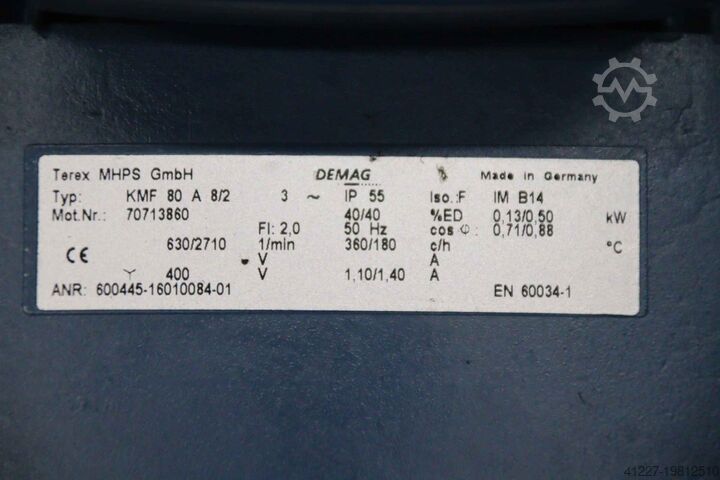 Terex MHPS GmbH DEMAG Made in Germany
Typ: KMF 80 A 8/2 3 ~ IP 55 Iso.:F IM B14
Mot.Nr.: 70713860 40/40 %ED 0,13/0,50 kW
FI: 2,0 50 Hz cos φ : 0,71/0,88
630/2710 1/min 360/180 c/h °C
CE V A
Y 400 V 1,10/1,40 A
ANR: 600445-16010084-01 EN 60034-1
41227-19812510